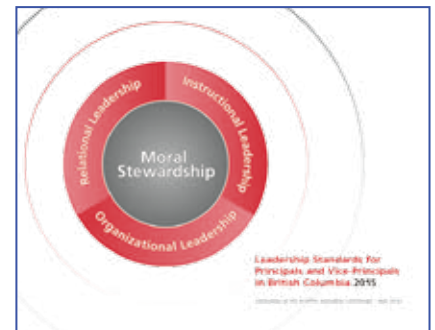 Relational Leadership
Instructional Leadership
Moral
Stewardship
Organizational Leadership
Leadership Standards for
Principals and Vice-Principals
in British Columbia 2015